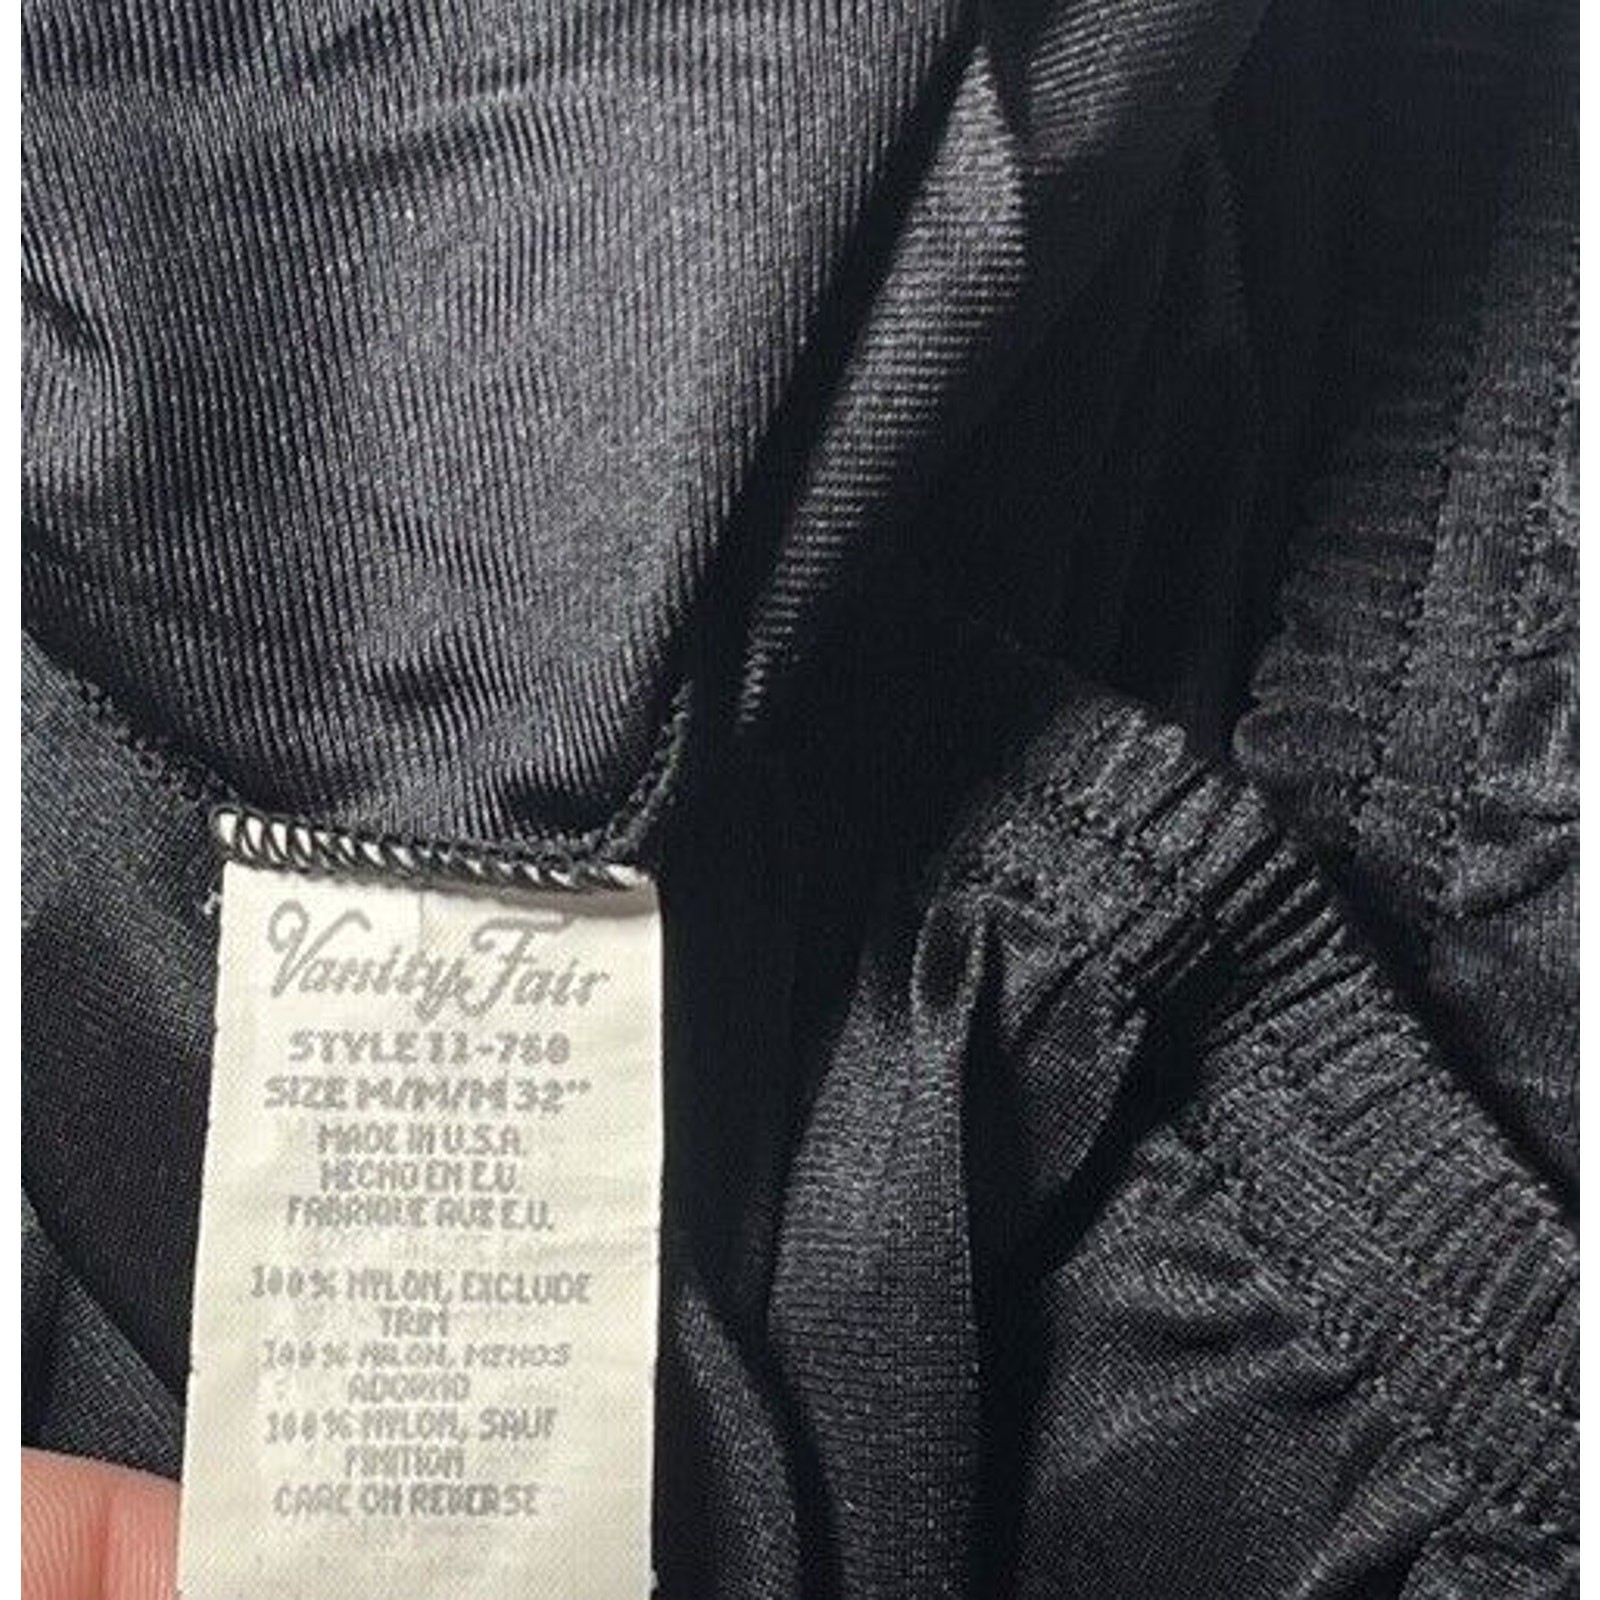 Vanity Fair
STYLE 11-760
SIZE M/M/M 32"
MADE IN U.S.A.
HECHO EN E.U.
FABRIQUE AUX E.U.
100% NYLON, EXCLUDE
TRIM
100% NILON, MENOS
ADORNO
100% NYLON, SAUF
FINITION
CARE ON REVERSE